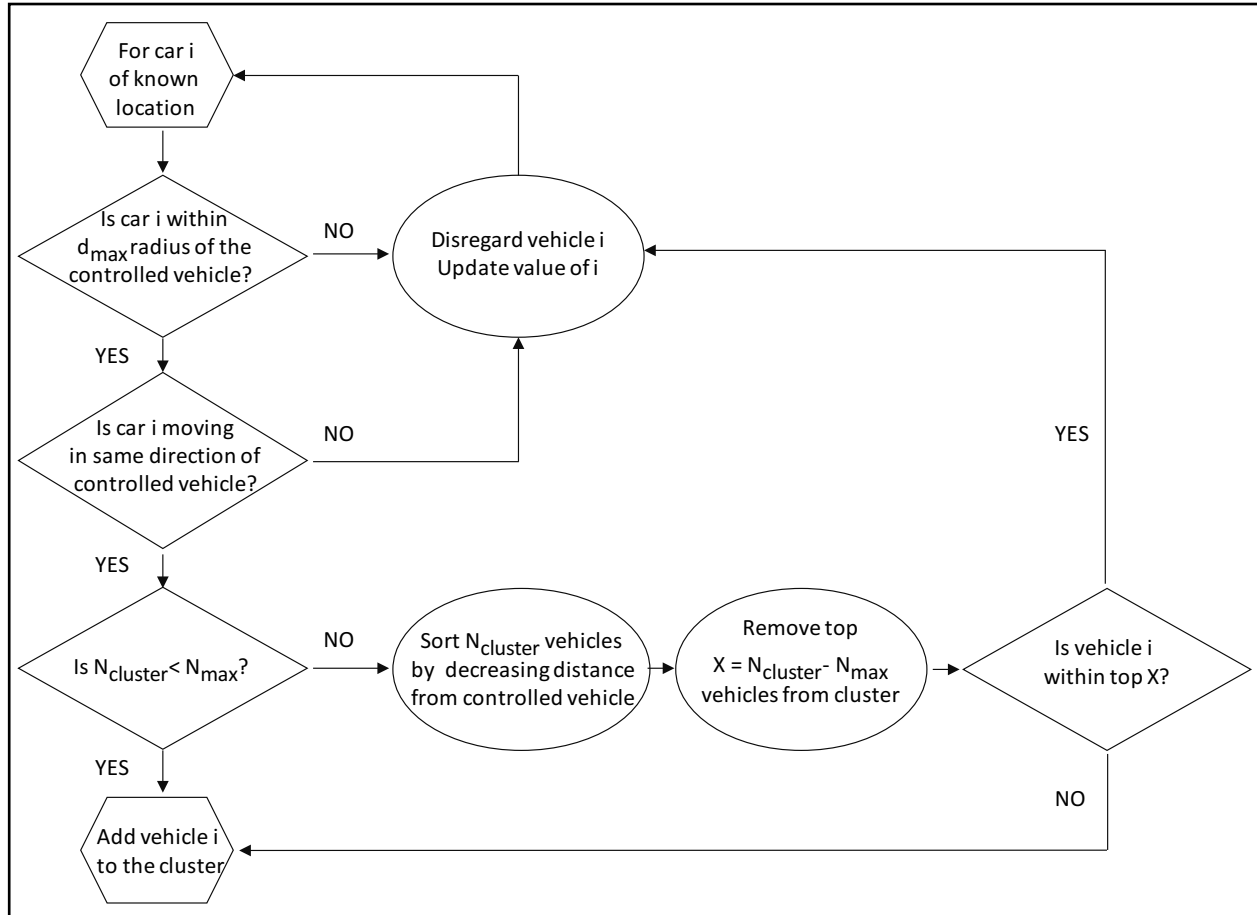 For car i
of known
location
Is car i within
dmax radius of the
controlled vehicle?
NO
Disregard vehicle i
Update value of i
YES
Is car i moving
in same direction of
controlled vehicle?
NO
YES
YES
Is Ncluster< Nmax?
NO
Sort Ncluster vehicles
by decreasing distance
from controlled vehicle
Remove top
X = Ncluster- Nmax
vehicles from cluster
Is vehicle i
within top X?
YES
NO
Add vehicle i
to the cluster